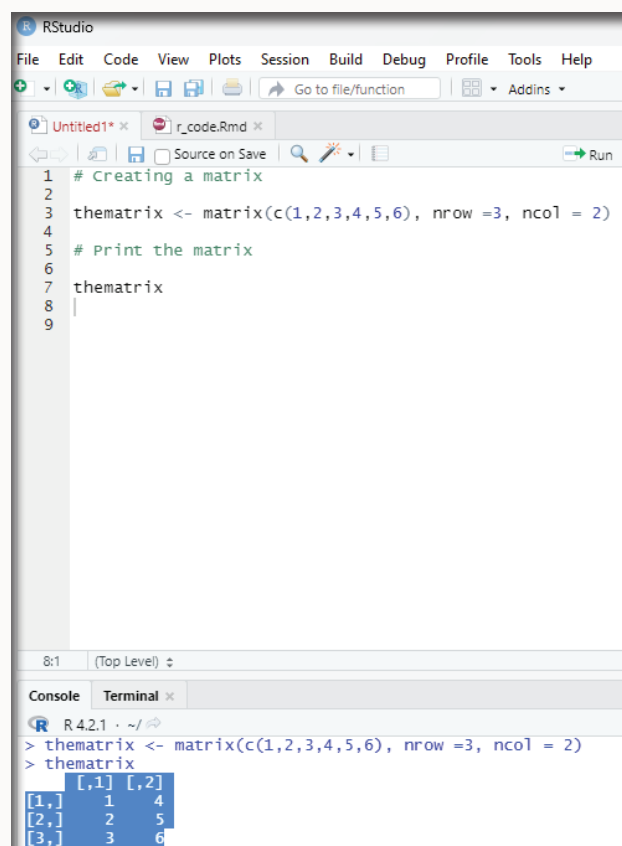 RStudio
File Edit Code View Plots Session Build Debug Profile Tools Help
Go to file/function Addins
Untitled1* × r_code.Rmd ×
Source on Save Run
1 # Creating a matrix
2
3 thematrix <- matrix(c(1,2,3,4,5,6), nrow =3, ncol = 2)
4
5 # Print the matrix
6
7 thematrix
8
9
8:1 (Top Level)
Console Terminal ×
R 4.2.1 · ~/
> thematrix <- matrix(c(1,2,3,4,5,6), nrow =3, ncol = 2)
> thematrix
[,1] [,2]
[1,] 1 4
[2,] 2 5
[3,] 3 6